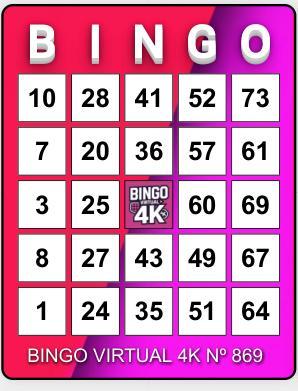 B I N G O
10 28 41 52 73
7 20 36 57 61
3 25 BINGO VIRTUAL 4K 60 69
8 27 43 49 67
1 24 35 51 64
BINGO VIRTUAL 4K Nº 869